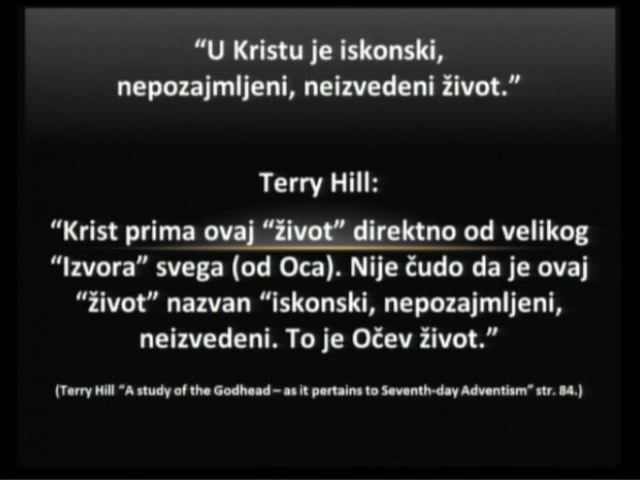 “U Kristu je iskonski,
nepozajmljeni, neizvedeni život.”
Terry Hill:
“Krist prima ovaj “život” direktno od velikog
“Izvora” svega (od Oca). Nije čudo da je ovaj
“život” nazvan “iskonski, nepozajmljeni,
neizvedeni. To je Očev život.”
(Terry Hill “A study of the Godhead – as it pertains to Seventh-day Adventism” str. 84.)